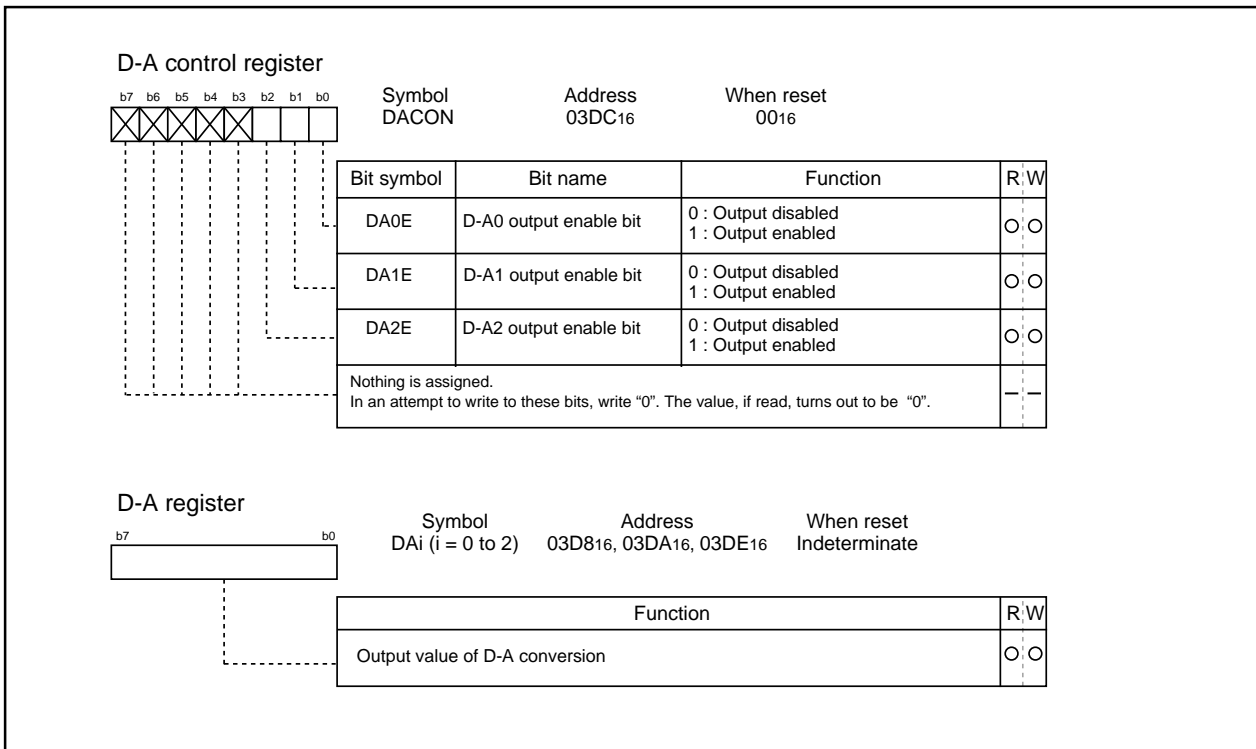 D-A control register
b7 b6 b5 b4 b3 b2 b1 b0
Symbol Address When reset
DACON 03DC16 0016
Bit symbol Bit name Function R W
DA0E D-A0 output enable bit 0 : Output disabled
1 : Output enabled
DA1E D-A1 output enable bit 0 : Output disabled
1 : Output enabled
DA2E D-A2 output enable bit 0 : Output disabled
1 : Output enabled
Nothing is assigned.
In an attempt to write to these bits, write “0”. The value, if read, turns out to be “0”.
D-A register
b7 b0
Symbol Address When reset
DAi (i = 0 to 2) 03D816, 03DA16, 03DE16 Indeterminate
Function R W
Output value of D-A conversion